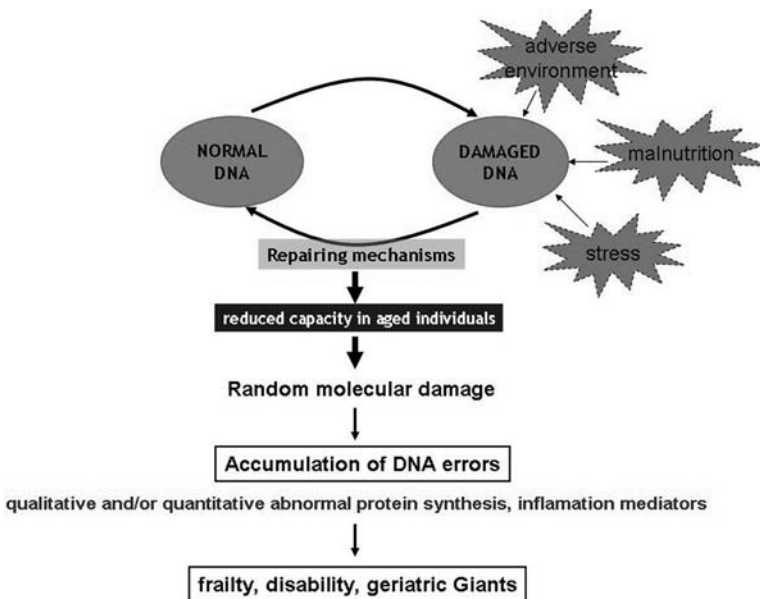 adverse
environment
NORMAL
DNA
DAMAGED
DNA
malnutrition
stress
Repairing mechanisms
reduced capacity in aged individuals
Random molecular damage
Accumulation of DNA errors
qualitative and/or quantitative abnormal protein synthesis, inflamation mediators
frailty, disability, geriatric Giants